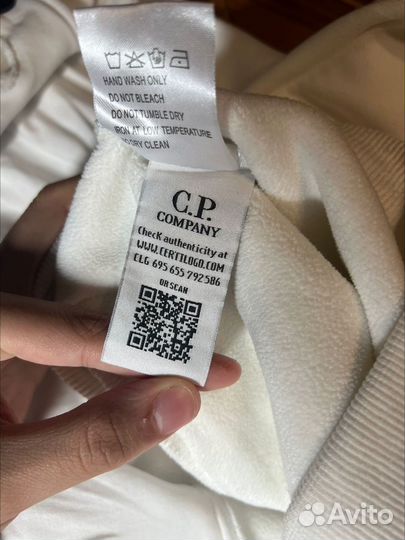 HAND WASH ONLY
DO NOT BLEACH
DO NOT TUMBLE DRY
IRON AT LOW TEMPERATURE
DRY CLEAN
C.P.
COMPANY
ChecK authenticity at
WWW.CERTILOGO.COM
CLG 695 655 792 586
OR SCAN
Avito